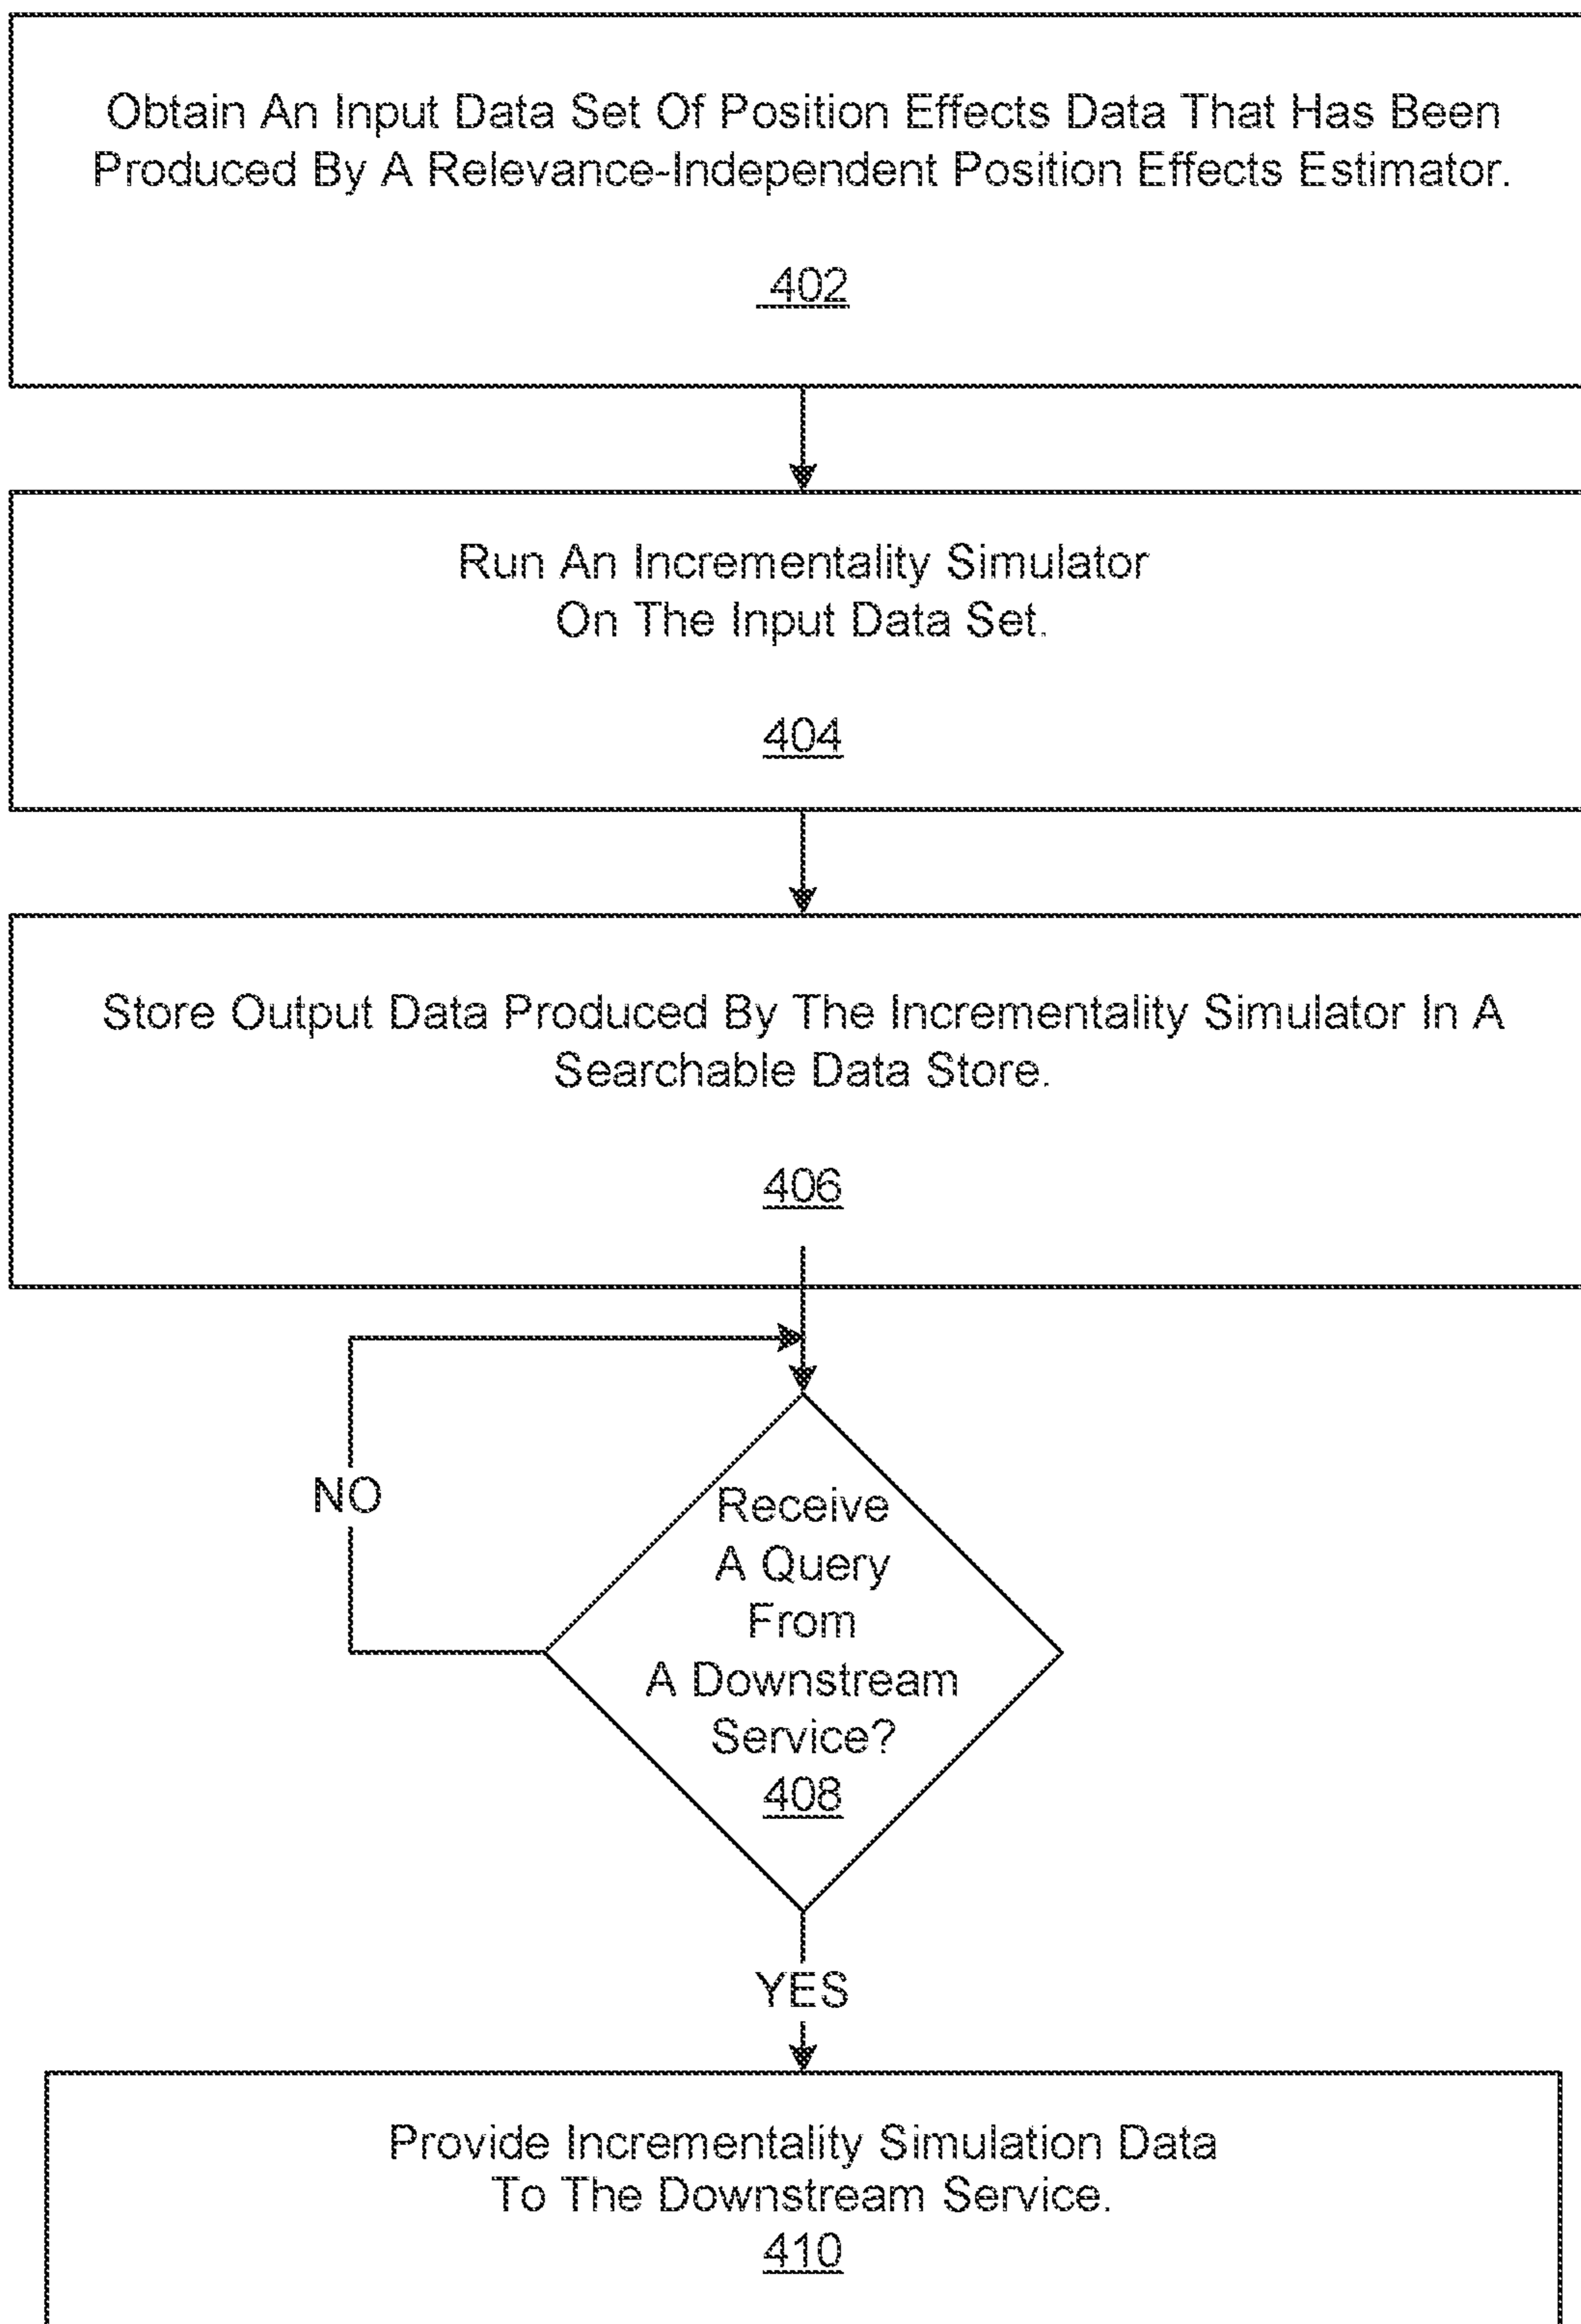 Obtain An Input Data Set Of Position Effects Data That Has Been
Produced By A Relevance-Independent Position Effects Estimator.
402
Run An Incrementality Simulator
On The Input Data Set.
404
Store Output Data Produced By The Incrementality Simulator In A
Searchable Data Store.
406
NO
Receive
A Query
From
A Downstream
Service?
408
YES
Provide Incrementality Simulation Data
To The Downstream Service.
410